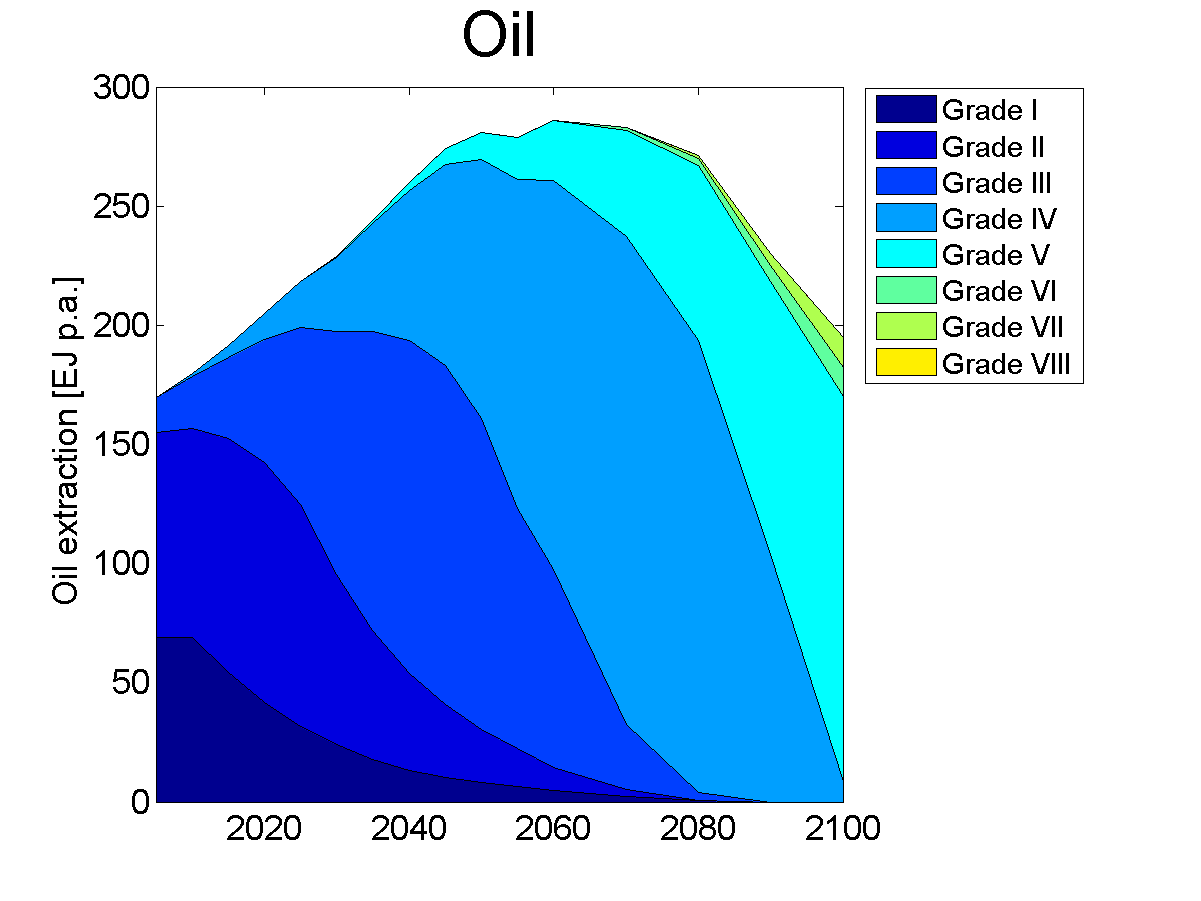 Oil
300
250
200
150
100
50
0
Oil extraction [EJ p.a.]
2020 2040 2060 2080 2100
Grade I
Grade II
Grade III
Grade IV
Grade V
Grade VI
Grade VII
Grade VIII